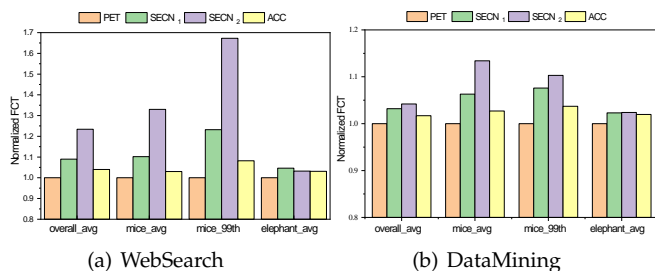 PET SECN 1 SECN 2 ACC
1.7
1.6
1.5
1.4
1.3
1.2
1.1
1.0
0.9
0.8
Normalized FCT
overall_avg mice_avg mice_99th elephant_avg
(a) WebSearch
PET SECN 1 SECN 2 ACC
1.2
1.1
1.0
0.9
0.8
Normalized FCT
overall_avg mice_avg mice_99th elephant_avg
(b) DataMining